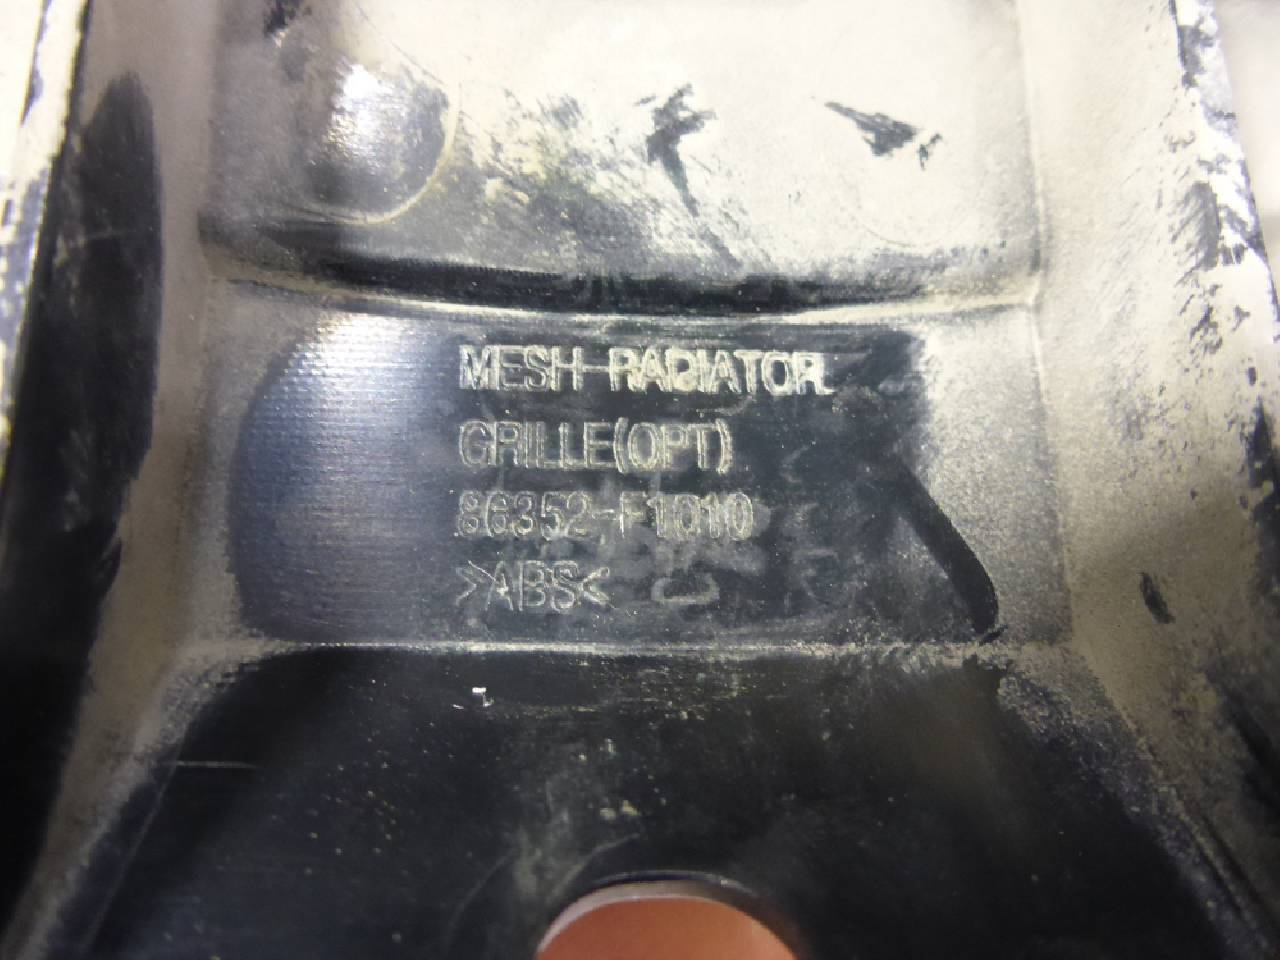 MESH-RADIATOR
GRILLE(OPT)
86352-F1010
>ABS<